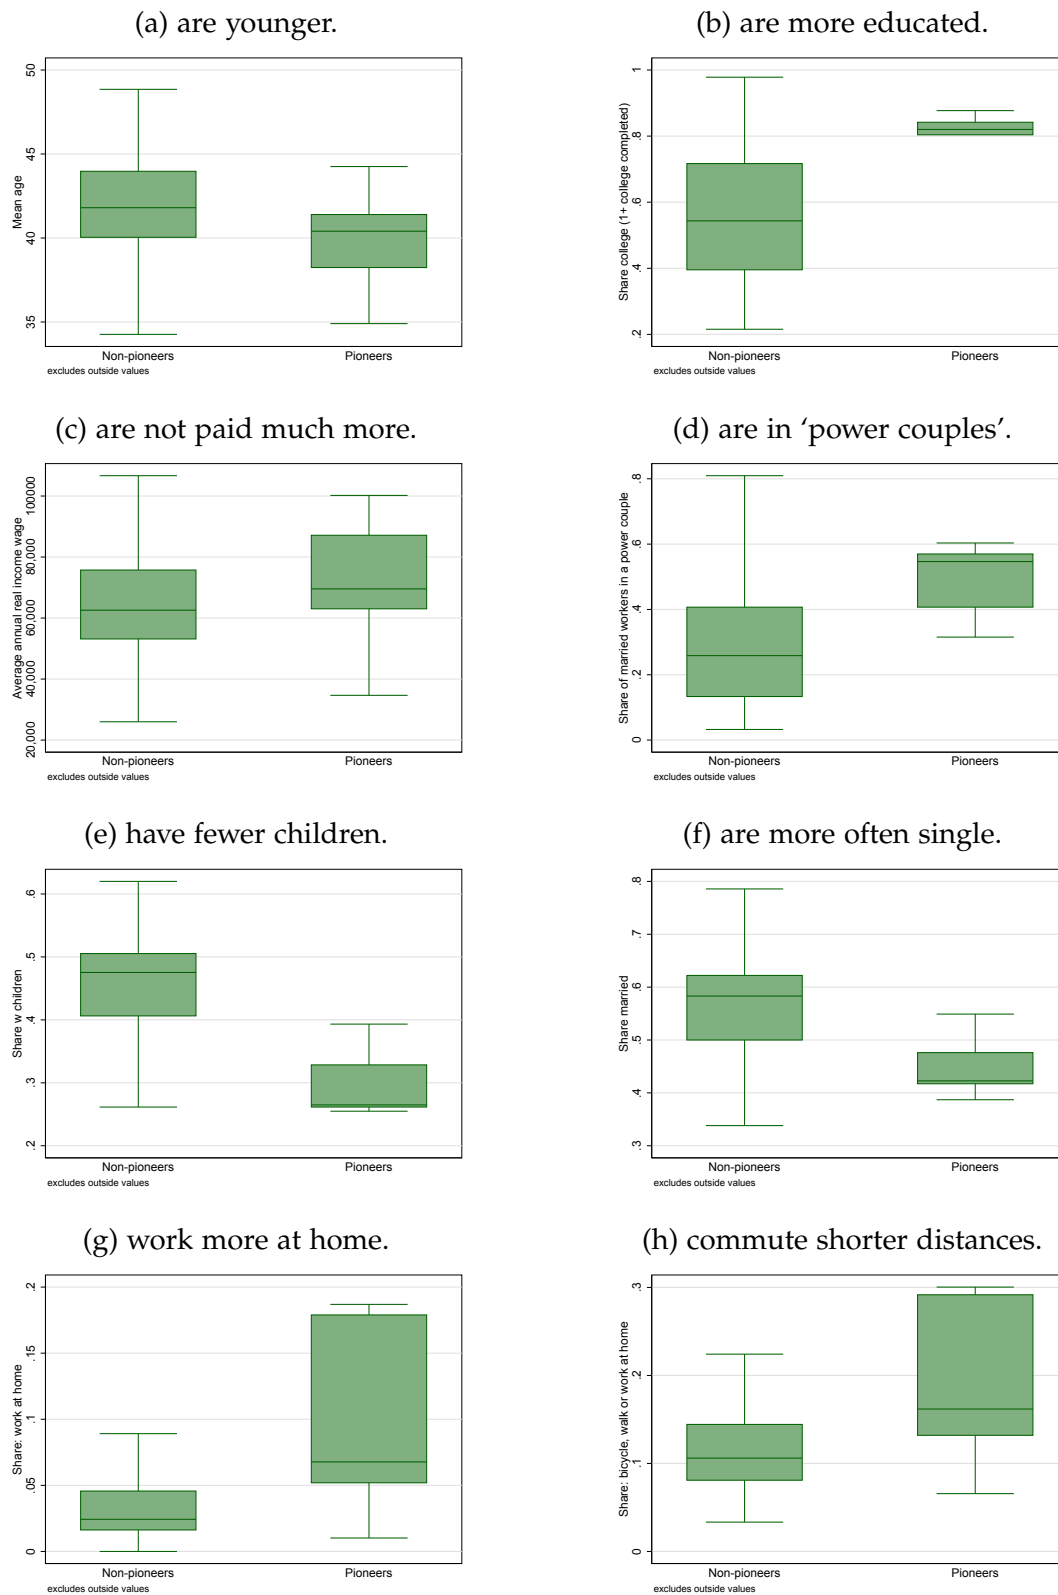 (a) are younger.
(b) are more educated.
Mean age
50
45
40
35
Non-pioneers
Pioneers
excludes outside values
Share college (1+ college completed)
1
.8
.6
.4
.2
Non-pioneers
Pioneers
excludes outside values
(c) are not paid much more.
(d) are in ‘power couples’.
Average annual real income wage
100000
80,000
60,000
40,000
20,000
Non-pioneers
Pioneers
excludes outside values
Share of married workers in a power couple
.8
.6
.4
.2
0
Non-pioneers
Pioneers
excludes outside values
(e) have fewer children.
(f) are more often single.
Share w children
.6
.5
.4
.3
.2
Non-pioneers
Pioneers
excludes outside values
Share married
.8
.7
.6
.5
.4
.3
Non-pioneers
Pioneers
excludes outside values
(g) work more at home.
(h) commute shorter distances.
Share: work at home
.2
.15
.1
.05
0
Non-pioneers
Pioneers
excludes outside values
Share: bicycle, walk or work at home
.3
.2
.1
0
Non-pioneers
Pioneers
excludes outside values